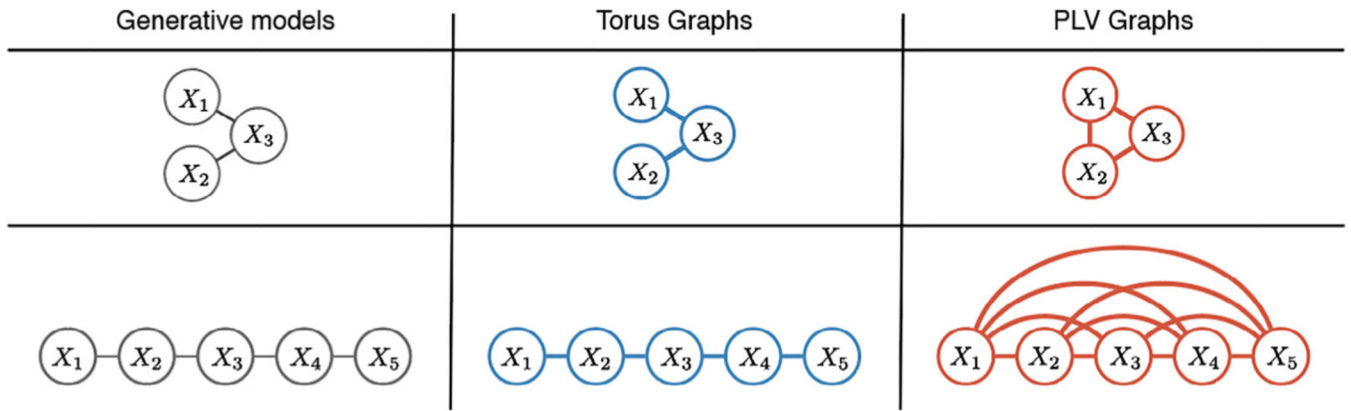 Generative models
Torus Graphs
PLV Graphs
X1
X3
X2
X1
X3
X2
X1
X3
X2
X1 X2 X3 X4 X5
X1 X2 X3 X4 X5
X1 X2 X3 X4 X5